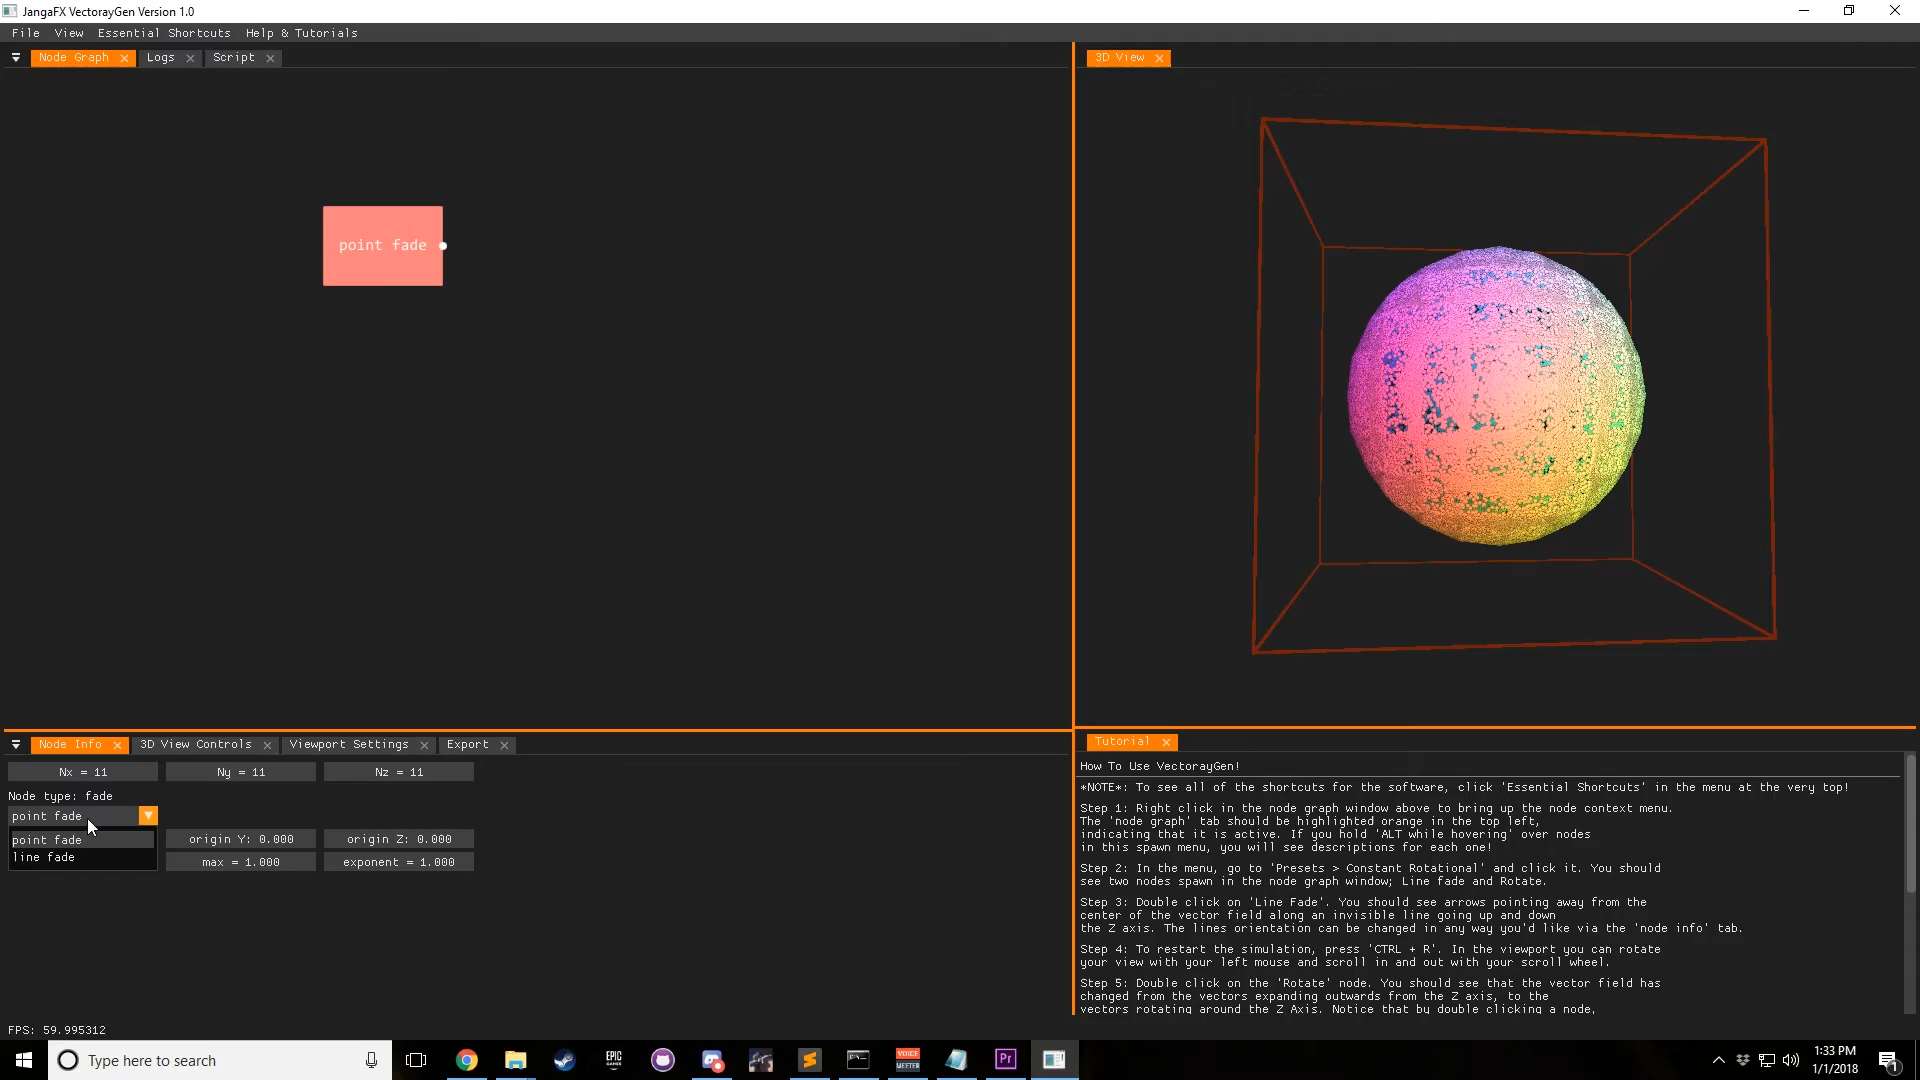 JangaFX VectorayGen Version 1.0
File View Essential Shortcuts Help & Tutorials
Node Graph Logs Script
3D View
point fade
Node Info 3D View Controls Viewport Settings Export
Nx = 11 Ny = 11 Nz = 11
Node type: fade
point fade
point fade
line fade
origin Y: 0.000 origin Z: 0.000
max = 1.000 exponent = 1.000
Tutorial
How To Use VectorayGen!
*NOTE*: To see all of the shortcuts for the software, click 'Essential Shortcuts' in the menu at the very top!
Step 1: Right click in the node graph window above to bring up the node context menu.
The 'node graph' tab should be highlighted orange in the top left,
indicating that it is active. If you hold 'ALT while hovering' over nodes
in this spawn menu, you will see descriptions for each one!
Step 2: In the menu, go to 'Presets > Constant Rotational' and click it. You should
see two nodes spawn in the node graph window; Line fade and Rotate.
Step 3: Double click on 'Line Fade'. You should see arrows pointing away from the
center of the vector field along an invisible line going up and down
the Z axis. The lines orientation can be changed in any way you'd like via the 'node info' tab.
Step 4: To restart the simulation, press 'CTRL + R'. In the viewport you can rotate
your view with your left mouse and scroll in and out with your scroll wheel.
Step 5: Double click on the 'Rotate' node. You should see that the vector field has
changed from the vectors expanding outwards from the Z axis, to the
vectors rotating around the Z Axis. Notice that by double clicking a node,
FPS: 59.995312
Type here to search
EPIC GAMES
VOICE MEETER
Pr
1:33 PM
1/1/2018
1